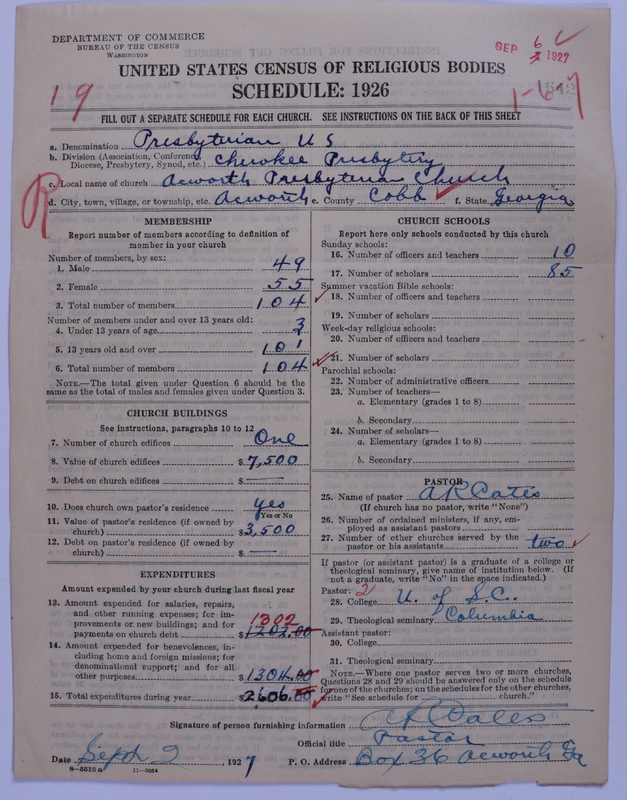 DEPARTMENT OF COMMERCE
BUREAU OF THE CENSUS
WASHINGTON
SEP 6 1927
UNITED STATES CENSUS OF RELIGIOUS BODIES
SCHEDULE: 1926
19
1-67
FILL OUT A SEPARATE SCHEDULE FOR EACH CHURCH. SEE INSTRUCTIONS ON THE BACK OF THIS SHEET
a. Denomination Presbyterian U S
b. Division (Association, Conference, Diocese, Presbytery, Synod, etc.) Cherokee Presbytery
c. Local name of church Acworth Presbyterian Church
d. City, town, village, or township, etc. Acworth e. County Cobb f. State Georgia
R
MEMBERSHIP
Report number of members according to definition of
member in your church
Number of members, by sex:
1. Male 49
2. Female 55
3. Total number of members 104
Number of members under and over 13 years old:
4. Under 13 years of age 3
5. 13 years old and over 101
6. Total number of members 104
NOTE.—The total given under Question 6 should be the
same as the total of males and females given under Question 3.
CHURCH BUILDINGS
See instructions, paragraphs 10 to 12
7. Number of church edifices One
8. Value of church edifices $7,500
9. Debt on church edifices $
10. Does church own pastor's residence? yes
Yes or No
11. Value of pastor's residence (if owned by
church) $3,500
12. Debt on pastor's residence (if owned by
church) $
EXPENDITURES
Amount expended by your church during last fiscal year
13. Amount expended for salaries, repairs,
and other running expenses; for im-
provements or new buildings; and for
payments on church debt $ 1302
14. Amount expended for benevolences, in-
cluding home and foreign missions; for
denominational support; and for all
other purposes $1304.00
15. Total expenditures during year $2606.00
CHURCH SCHOOLS
Report here only schools conducted by this church
Sunday schools:
16. Number of officers and teachers 10
17. Number of scholars 85
Summer vacation Bible schools:
18. Number of officers and teachers
19. Number of scholars
Week-day religious schools:
20. Number of officers and teachers
21. Number of scholars
Parochial schools:
22. Number of administrative officers
23. Number of teachers—
a. Elementary (grades 1 to 8)
b. Secondary
24. Number of scholars—
a. Elementary (grades 1 to 8)
b. Secondary
PASTOR
25. Name of pastor A R Cates
(If church has no pastor, write "None")
26. Number of ordained ministers, if any, em-
ployed as assistant pastors
27. Number of other churches served by the
pastor or his assistants two
If pastor (or assistant pastor) is a graduate of a college or
theological seminary, give name of institution below. (If
not a graduate, write "No" in the space indicated.)
Pastor: 2
28. College U. of S.C.
29. Theological seminary Columbia
Assistant pastor:
30. College
31. Theological seminary
NOTE.—Where one pastor serves two or more churches,
Questions 28 and 29 should be answered only on the schedule
for one of the churches; on the schedules for the other churches,
write "See schedule for church."
Signature of person furnishing information A R Cates
Official title Pastor
Date Sept 2 1927 P. O. Address Box 36 Acworth Ga
8—5518 a 11—9054